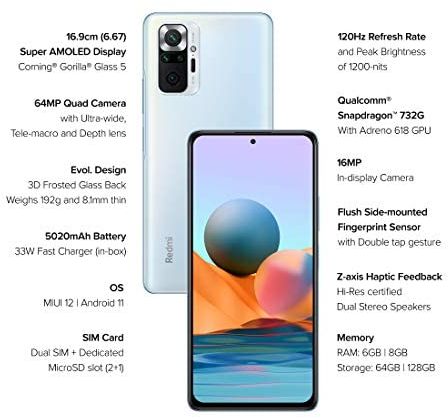 16.9cm (6.67)
Super AMOLED Display
Corning® Gorilla® Glass 5
64MP Quad Camera
with Ultra-wide,
Tele-macro and Depth lens
Evol. Design
3D Frosted Glass Back
Weighs 192g and 8.1mm thin
5020mAh Battery
33W Fast Charger (in-box)
OS
MIUI 12 | Android 11
SIM Card
Dual SIM + Dedicated
MicroSD slot (2+1)
Redmi
120Hz Refresh Rate
and Peak Brightness
of 1200-nits
Qualcomm®
Snapdragon™ 732G
With Adreno 618 GPU
16MP
In-display Camera
Flush Side-mounted
Fingerprint Sensor
with Double tap gesture
Z-axis Haptic Feedback
Hi-Res certified
Dual Stereo Speakers
Memory
RAM: 6GB | 8GB
Storage: 64GB | 128GB